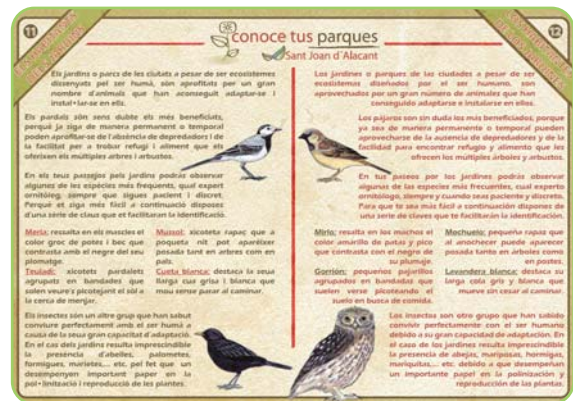 11
12
conoce tus parques
Sant Joan d'Alacant
Els jardins o parcs de les ciutats a pesar de ser ecosistemes
dissenyats pel ser humà, són aprofitats per un gran
nombre d'animals que han aconseguit adaptar-se i
instal•lar-se en ells.
Els pardals són sens dubte els més beneficiats,
perquè ja siga de manera permanent o temporal
poden aprofitar-se de l'absència de depredadors i de
la facilitat per a trobar refugi i aliment que els
oferixen els múltiples arbres i arbustos.
En els teus passejos pels jardins podràs observar
algunes de les espècies més freqüents, qual expert
ornitòleg, sempre que sigues pacient i discret.
Perquè et siga més fàcil a continuació disposes
d'una serie de claus que et facilitaran la identificació.
Merla: ressalta en els mascles el
color groc de potes i bec que
contrasta amb el negre del seu
plomatge.
Teuladí: xicotets pardalets
agrupats en bandades que
solen veure's picotejant el sòl a
la cerca de menjar.
Mussol: xicoteta rapaç que a
poqueta nit pot aparéixer
posada tant en arbres com en
pals.
Cueta blanca: destaca la seua
llarga cua grisa i blanca que
mou sense parar al caminar.
Els insectes són un altre grup que han sabut
conviure perfectament amb el ser humà a
causa de la seua gran capacitat d'adaptació.
En el cas dels jardins resulta imprescindible
la presència d'abelles, palometes,
formigues, marietes,... etc. pel fet que un
desempenyen important paper en la
pol•linització i reproducció de les plantes.
Los jardines o parques de las ciudades a pesar de ser
ecosistemas diseñados por el ser humano, son
aprovechados por un gran número de animales que han
conseguido adaptarse e instalarse en ellos.
Los pájaros son sin duda los más beneficiados, porque
ya sea de manera permanente o temporal pueden
aprovecharse de la ausencia de depredadores y de la
facilidad para encontrar refugio y alimento que les
ofrecen los múltiples árboles y arbustos.
En tus paseos por los jardines podrás observar
algunas de las especies más frecuentes, cual experto
ornitólogo, siempre y cuando seas paciente y discreto.
Para que te sea más fácil a continuación dispones de
una serie de claves que te facilitarán la identificación.
Mirlo: resalta en los machos el
color amarillo de patas y pico
que contrasta con el negro de
su plumaje.
Gorrión: pequeños pajarillos
agrupados en bandadas que
suelen verse picoteando el
suelo en busca de comida.
Mochuelo: pequeña rapaz que
al anochecer puede aparecer
posada tanto en árboles como
en postes.
Lavandera blanca: destaca su
larga cola gris y blanca que
mueve sin cesar al caminar.
Los insectos son otro grupo que han sabido
convivir perfectamente con el ser humano
debido a su gran capacidad de adaptación. En
el caso de los jardines resulta imprescindible
la presencia de abejas, mariposas, hormigas,
mariquitas,... etc. debido a que desempeñan
un importante papel en la polinización y
reproducción de las plantas.